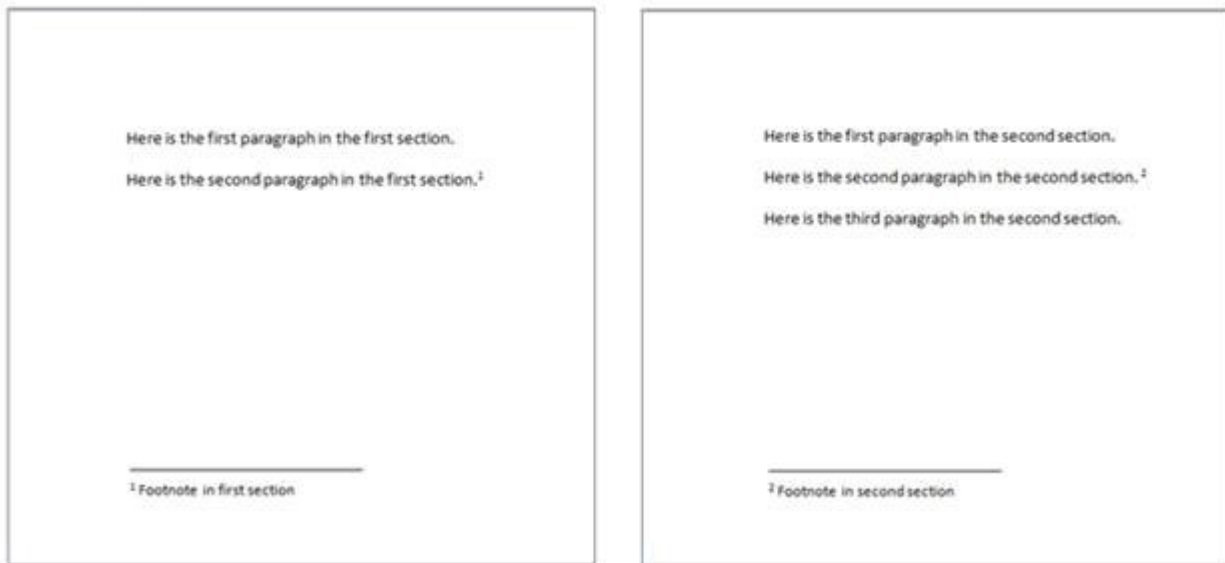 Here is the first paragraph in the first section.
Here is the second paragraph in the first section.¹
¹ Footnote in first section
Here is the first paragraph in the second section.
Here is the second paragraph in the second section. ²
Here is the third paragraph in the second section.
² Footnote in second section